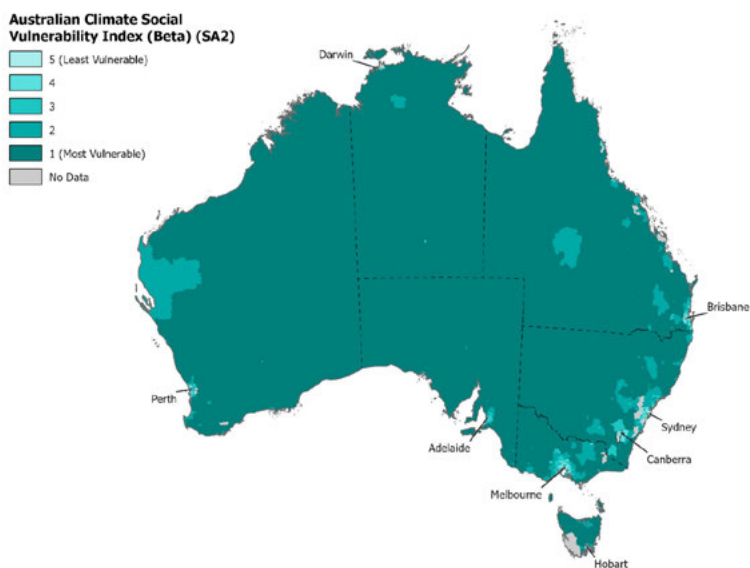 Australian Climate Social
Vulnerability Index (Beta) (SA2)
5 (Least Vulnerable)
4
3
2
1 (Most Vulnerable)
No Data
Darwin
Brisbane
Perth
Sydney
Adelaide
Canberra
Melbourne
Hobart